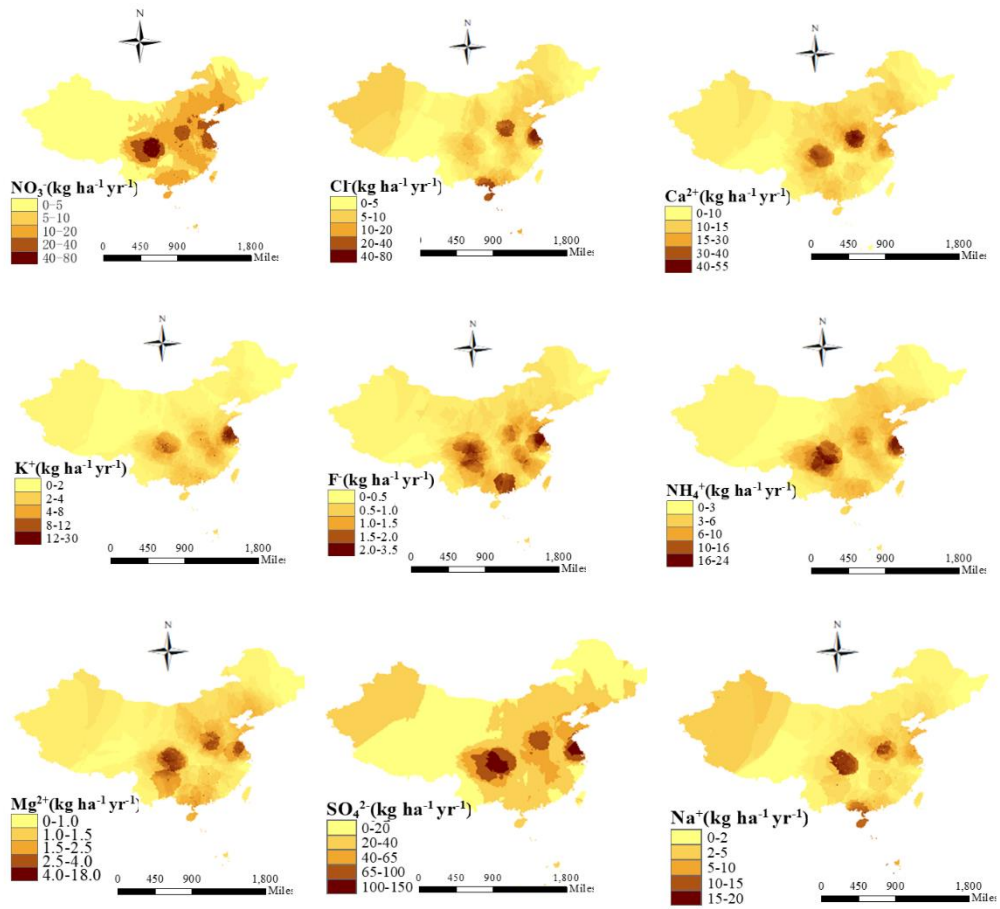 N
NO₃⁻(kg ha⁻¹ yr⁻¹)
0-5
5-10
10-20
20-40
40-80
0 450 900 1,800
Miles
N
Cl⁻(kg ha⁻¹ yr⁻¹)
0-5
5-10
10-20
20-40
40-80
0 450 900 1,800
Miles
N
Ca²⁺(kg ha⁻¹ yr⁻¹)
0-10
10-15
15-30
30-40
40-55
0 450 900 1,800
Miles
N
K⁺(kg ha⁻¹ yr⁻¹)
0-2
2-4
4-8
8-12
12-30
0 450 900 1,800
Miles
N
F⁻(kg ha⁻¹ yr⁻¹)
0-0.5
0.5-1.0
1.0-1.5
1.5-2.0
2.0-3.5
0 450 900 1,800
Miles
N
NH₄⁺(kg ha⁻¹ yr⁻¹)
0-3
3-6
6-10
10-16
16-24
0 450 900 1,800
Miles
N
Mg²⁺(kg ha⁻¹ yr⁻¹)
0-1.0
1.0-1.5
1.5-2.5
2.5-4.0
4.0-18.0
0 450 900 1,800
Miles
N
SO₄²⁻(kg ha⁻¹ yr⁻¹)
0-20
20-40
40-65
65-100
100-150
0 450 900 1,800
Miles
N
Na⁺(kg ha⁻¹ yr⁻¹)
0-2
2-5
5-10
10-15
15-20
0 450 900 1,800
Miles